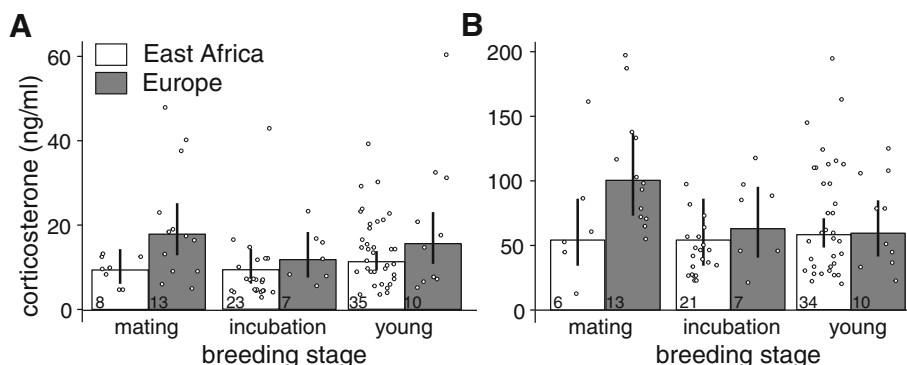 A
East Africa
Europe
corticosterone (ng/ml)
60
40
20
0
8
13
23
7
35
10
mating
incubation
young
breeding stage
B
200
150
100
50
0
6
13
21
7
34
10
mating
incubation
young
breeding stage